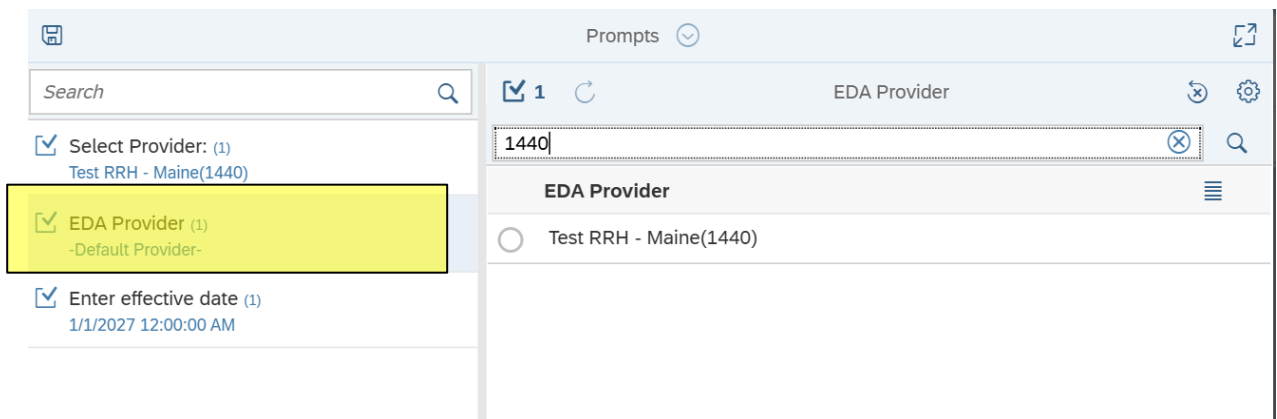 Prompts
Search
Select Provider: (1)
Test RRH - Maine(1440)
EDA Provider (1)
-Default Provider-
Enter effective date (1)
1/1/2027 12:00:00 AM
1 EDA Provider
1440
EDA Provider
Test RRH - Maine(1440)